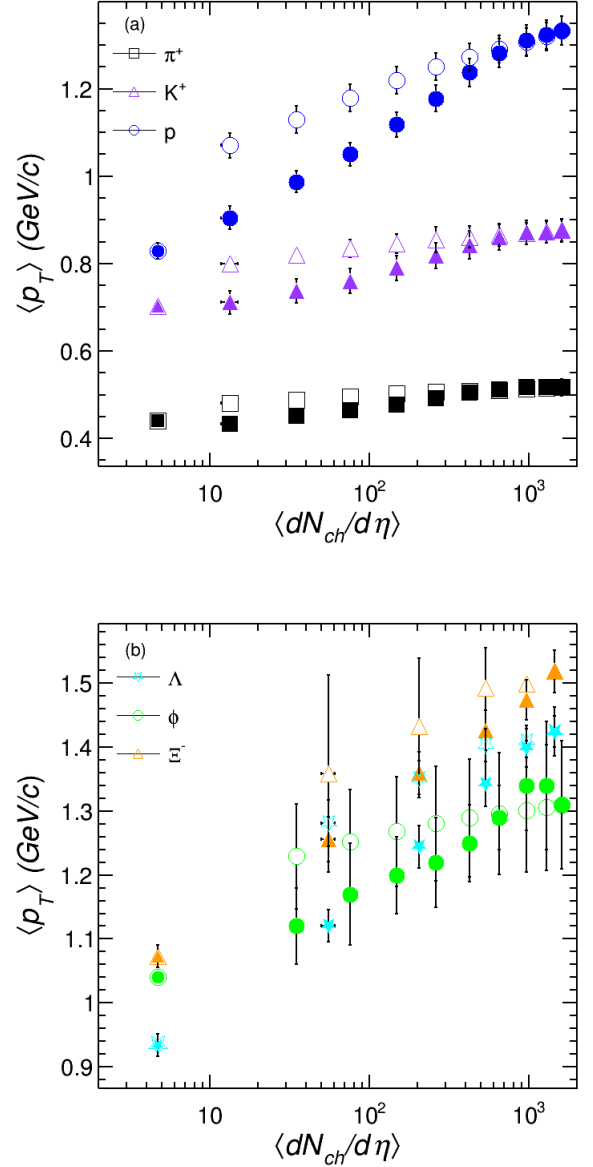 (a)
π⁺
K⁺
p
⟨p_T⟩ (GeV/c)
1.2
1
0.8
0.6
0.4
10
10²
10³
⟨dN_ch/dη⟩
(b)
Λ
ϕ
Ξ⁻
⟨p_T⟩ (GeV/c)
1.5
1.4
1.3
1.2
1.1
1
0.9
10
10²
10³
⟨dN_ch/dη⟩